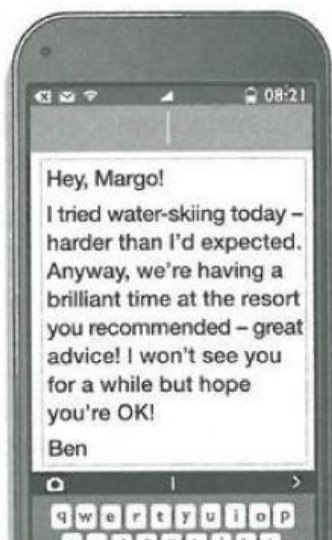 08:21
Hey, Margo!
I tried water-skiing today –
harder than I'd expected.
Anyway, we're having a
brilliant time at the resort
you recommended – great
advice! I won't see you
for a while but hope
you're OK!
Ben
q w e r t y u i o p